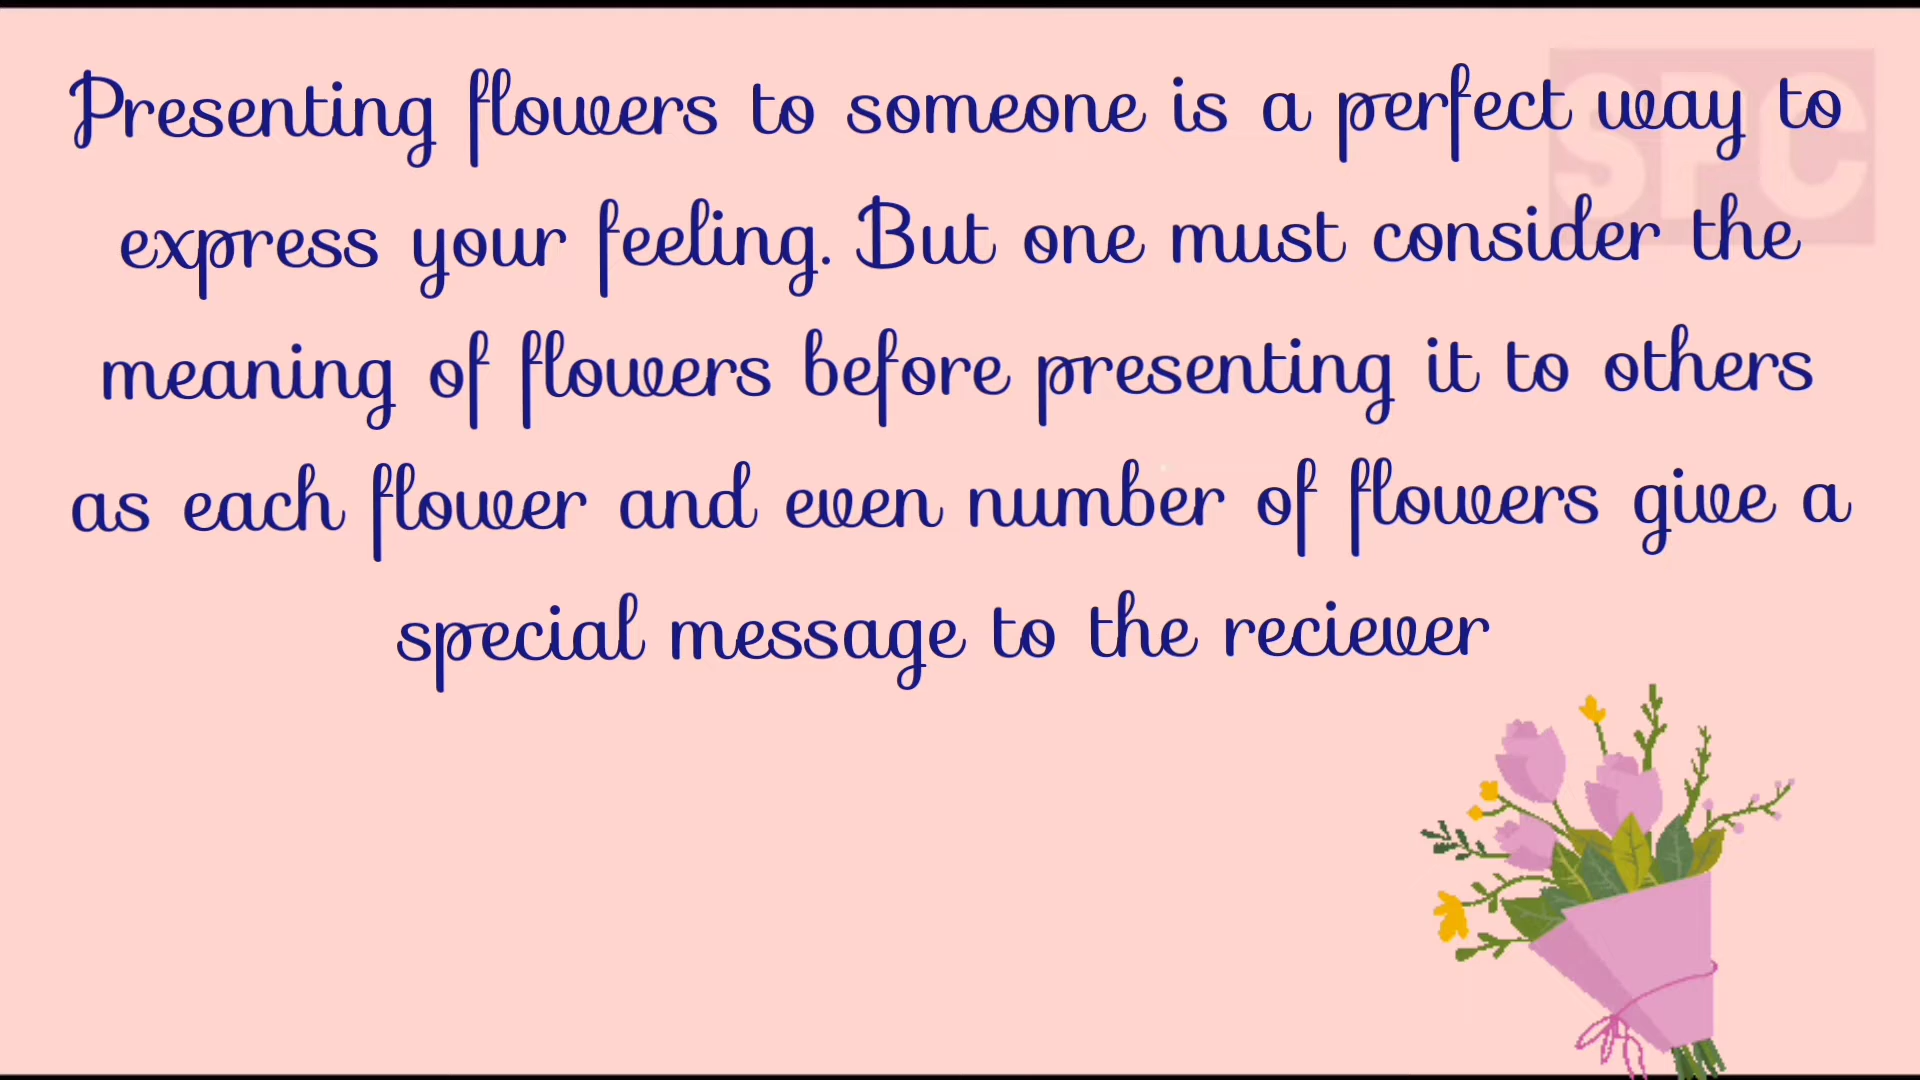 Presenting flowers to someone is a perfect way to
express your feeling. But one must consider the
meaning of flowers before presenting it to others
as each flower and even number of flowers give a
special message to the reciever
SPC